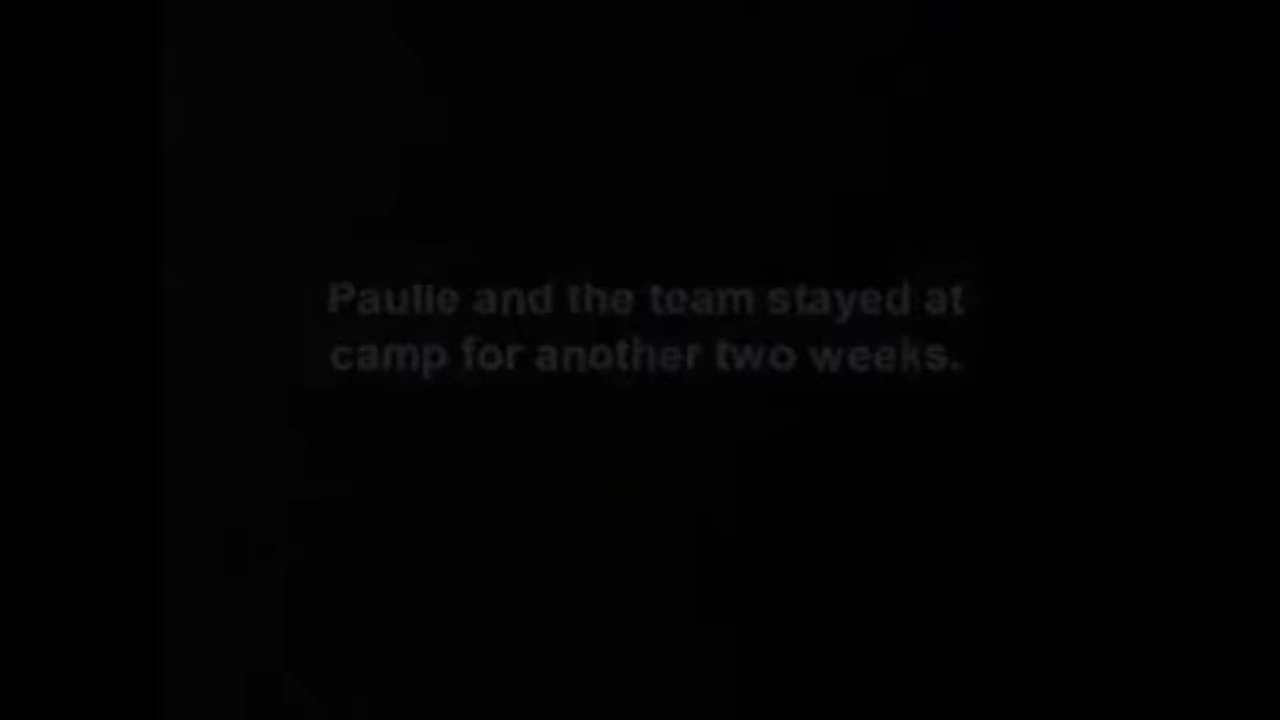 Paulie and the team stayed at
camp for another two weeks.